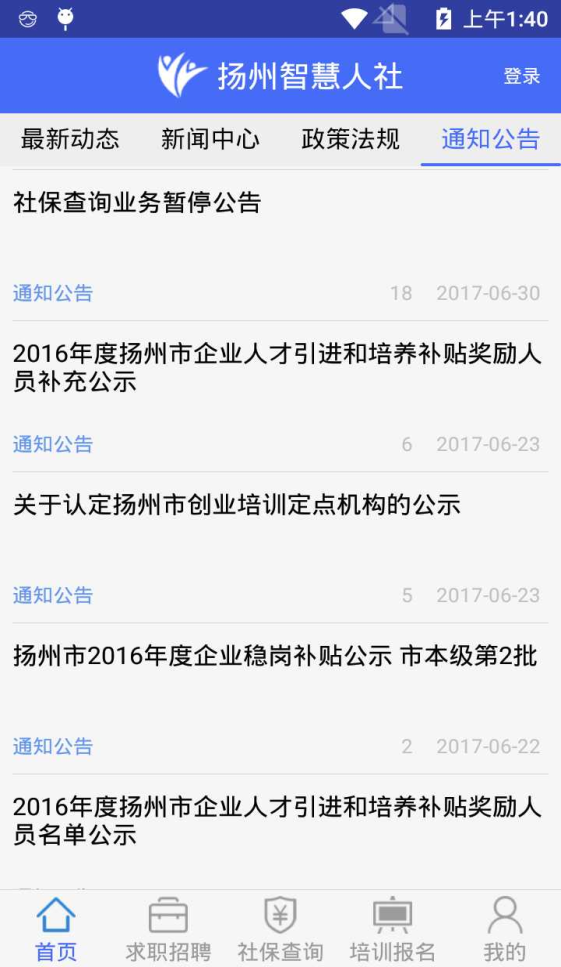 上午1:40
扬州智慧人社
登录
最新动态 新闻中心 政策法规 通知公告
社保查询业务暂停公告
通知公告 18 2017-06-30
2016年度扬州市企业人才引进和培养补贴奖励人
员补充公示
通知公告 6 2017-06-23
关于认定扬州市创业培训定点机构的公示
通知公告 5 2017-06-23
扬州市2016年度企业稳岗补贴公示 市本级第2批
通知公告 2 2017-06-22
2016年度扬州市企业人才引进和培养补贴奖励人
员名单公示
首页 求职招聘 社保查询 培训报名 我的